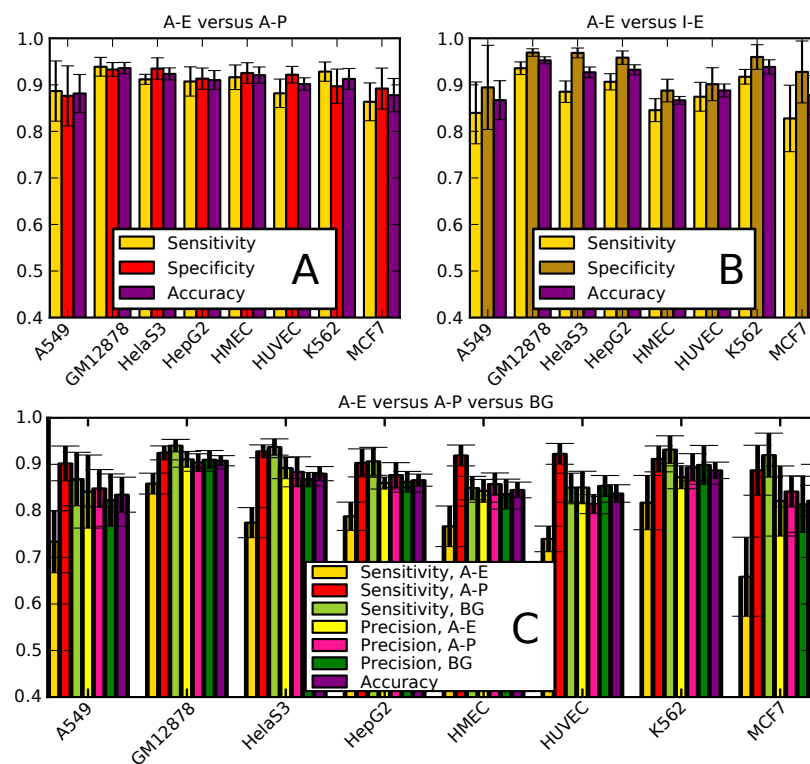 A-E versus A-P
1.0
0.9
0.8
0.7
0.6
0.5
0.4
Sensitivity
Specificity
Accuracy
A
A549
GM12878
HelaS3
HepG2
HMEC
HUVEC
K562
MCF7
A-E versus I-E
1.0
0.9
0.8
0.7
0.6
0.5
0.4
Sensitivity
Specificity
Accuracy
B
A549
GM12878
HelaS3
HepG2
HMEC
HUVEC
K562
MCF7
A-E versus A-P versus BG
1.0
0.9
0.8
0.7
0.6
0.5
0.4
Sensitivity, A-E
Sensitivity, A-P
Sensitivity, BG
Precision, A-E
Precision, A-P
Precision, BG
Accuracy
C
A549
GM12878
HelaS3
HepG2
HMEC
HUVEC
K562
MCF7